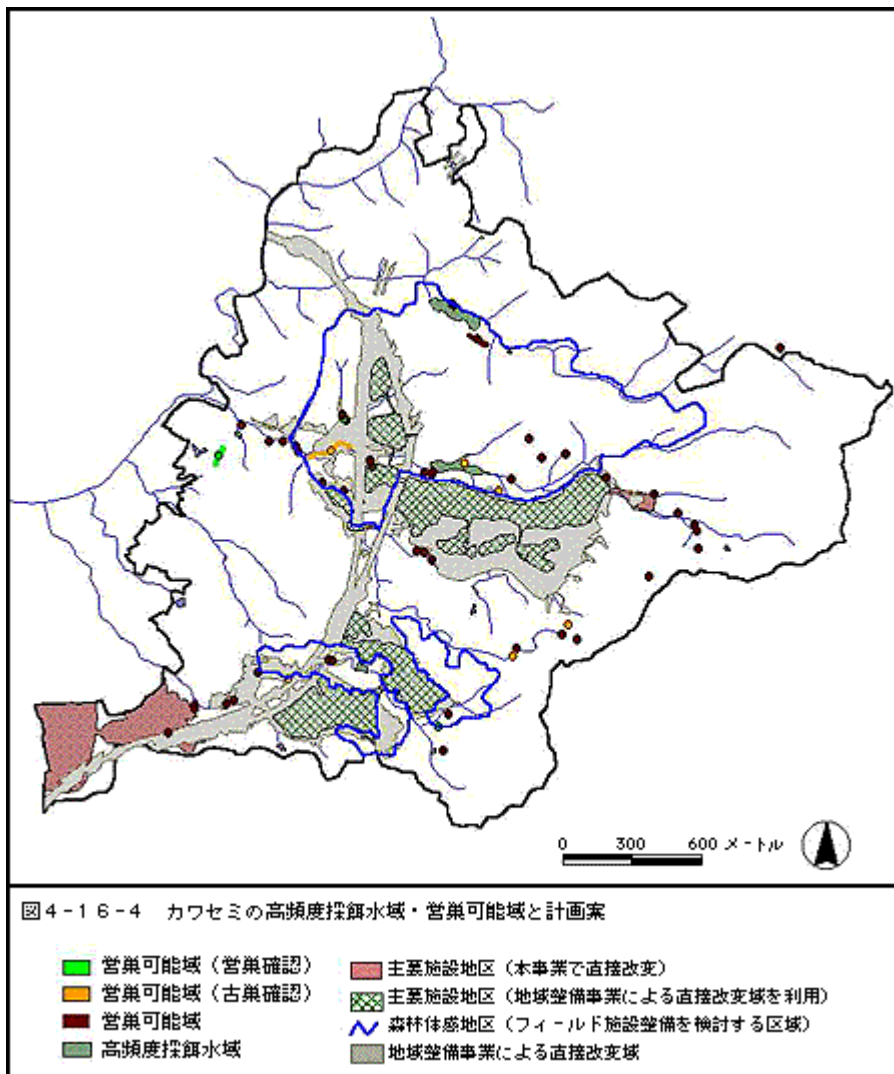 0 300 600 メートル
図4-16-4 カワセミの高頻度採餌水域・営巣可能域と計画案
営巣可能域（営巣確認）
営巣可能域（古巣確認）
営巣可能域
高頻度採餌水域
主要施設地区（本事業で直接改変）
主要施設地区（地域整備事業による直接改変域を利用）
森林体感地区（フィールド施設整備を検討する区域）
地域整備事業による直接改変域